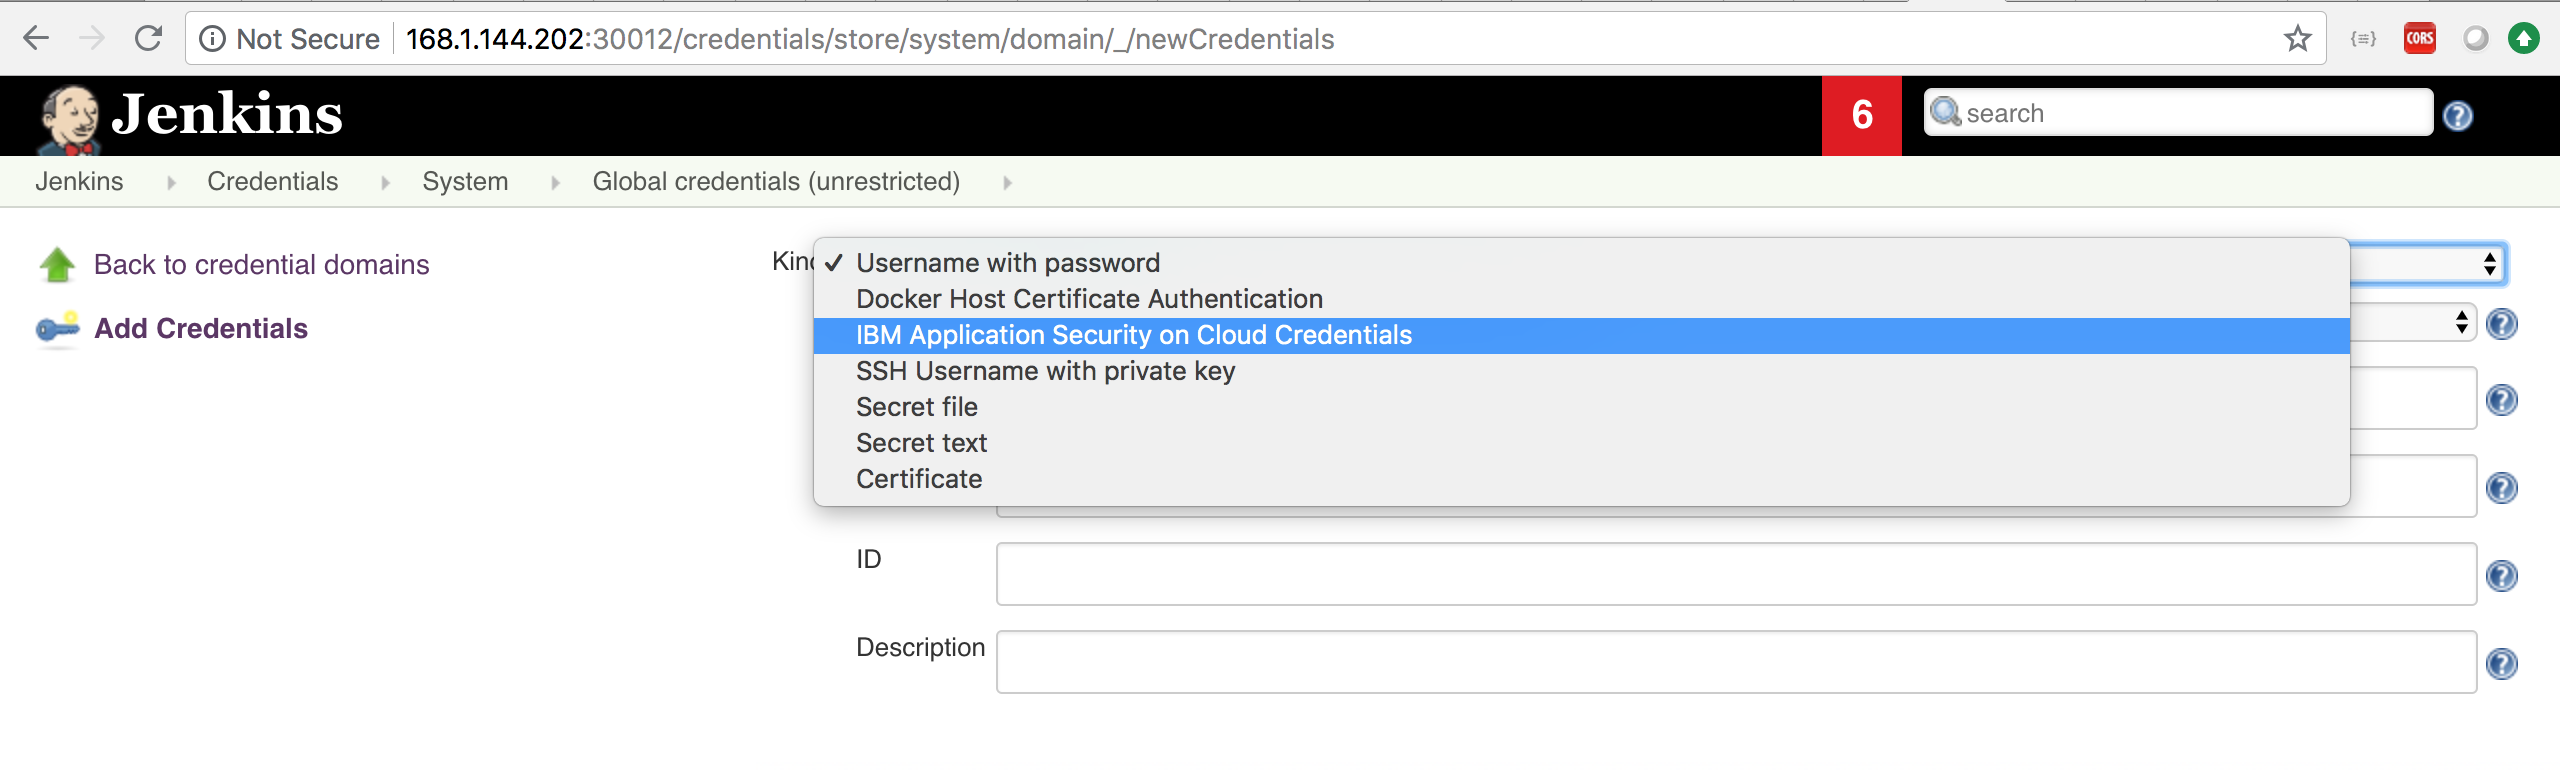 Not Secure 168.1.144.202:30012/credentials/store/system/domain/_/newCredentials
CORS
Jenkins
6
search
Jenkins Credentials System Global credentials (unrestricted)
Back to credential domains
Add Credentials
Kin
✓ Username with password
Docker Host Certificate Authentication
IBM Application Security on Cloud Credentials
SSH Username with private key
Secret file
Secret text
Certificate
ID
Description